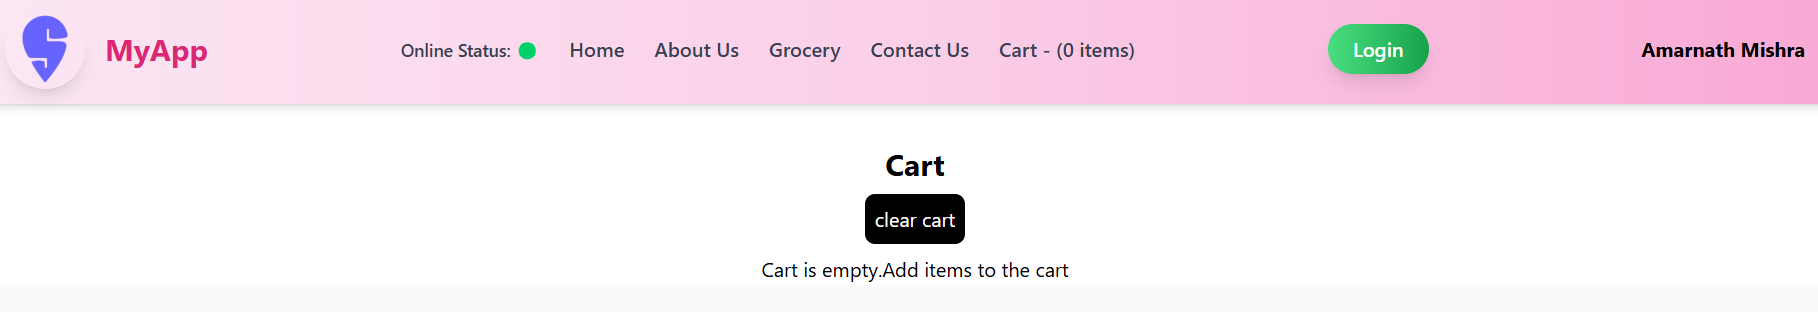 MyApp Online Status: Home About Us Grocery Contact Us Cart - (0 items) Login Amarnath Mishra
Cart
clear cart
Cart is empty.Add items to the cart